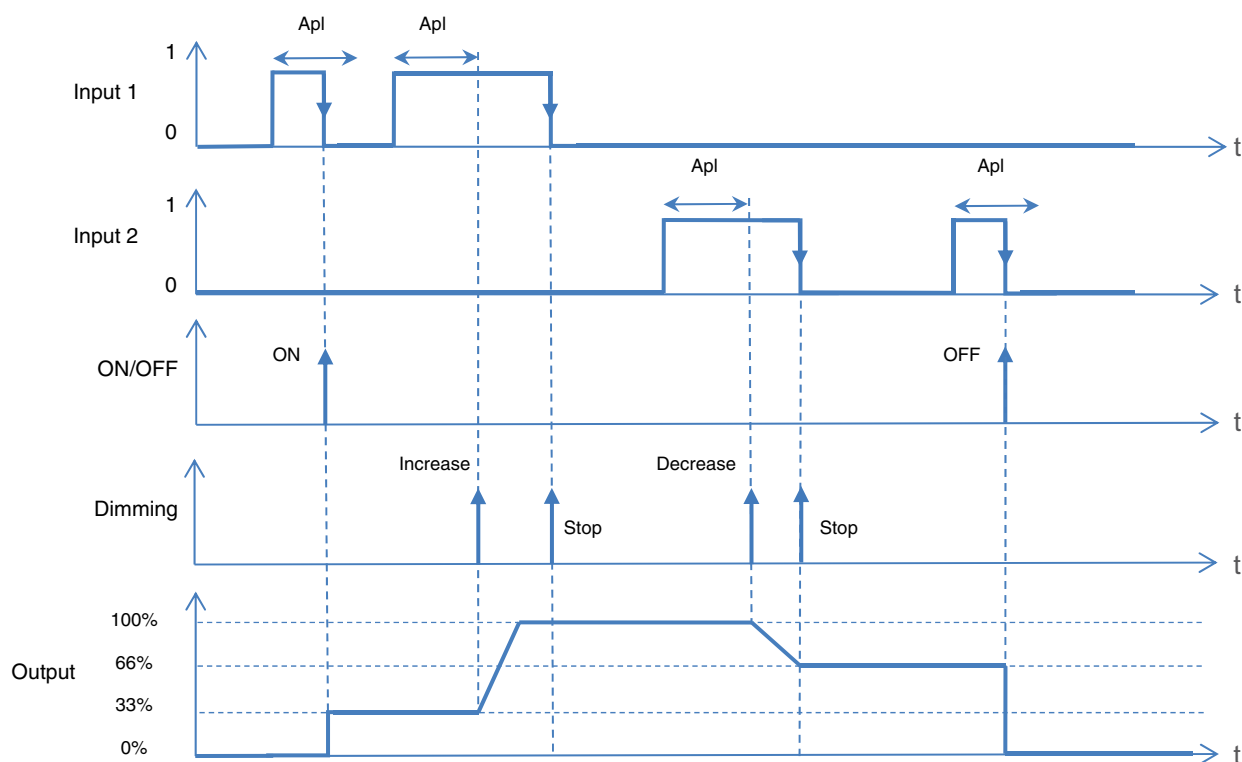 Apl Apl
1
Input 1
0
t
Apl Apl
1
Input 2
0
t
ON OFF
ON/OFF
t
Increase Decrease
Dimming
Stop Stop
t
100%
66%
Output
33%
0%
t